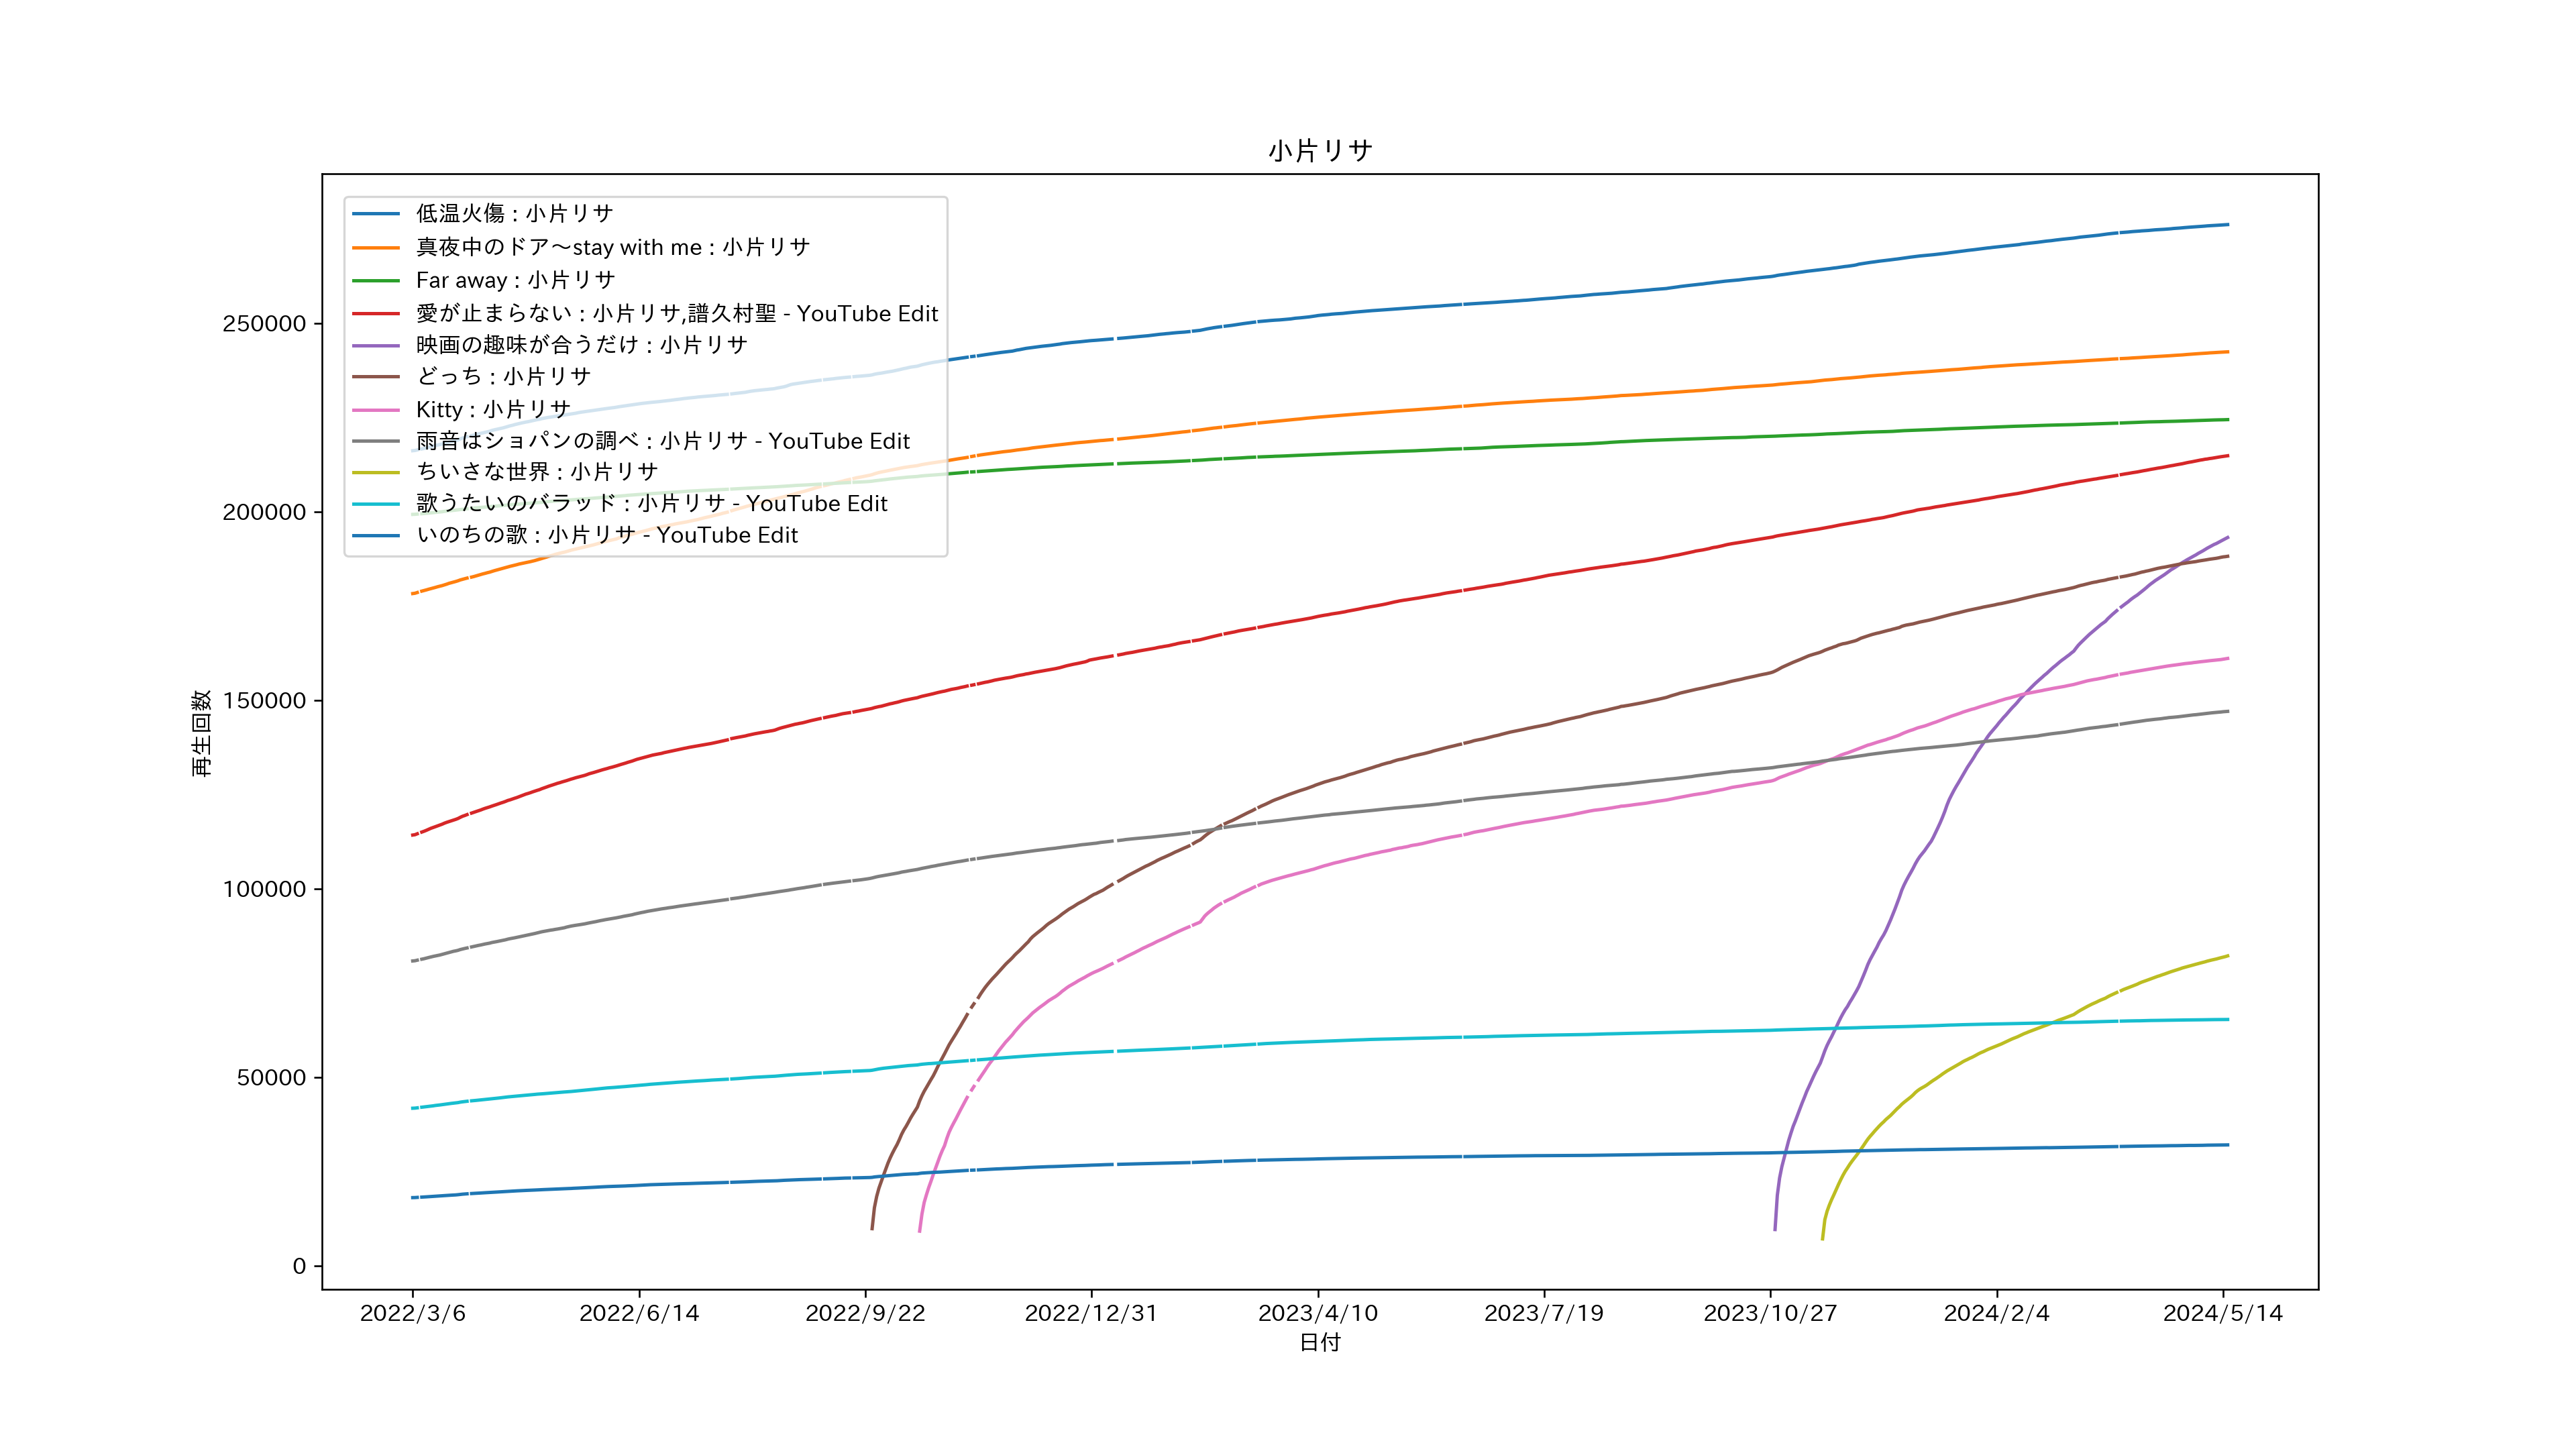 小片リサ
低温火傷 : 小片リサ
真夜中のドア～stay with me : 小片リサ
Far away : 小片リサ
愛が止まらない : 小片リサ,譜久村聖 - YouTube Edit
映画の趣味が合うだけ : 小片リサ
どっち : 小片リサ
Kitty : 小片リサ
雨音はショパンの調べ : 小片リサ - YouTube Edit
ちいさな世界 : 小片リサ
歌うたいのバラッド : 小片リサ - YouTube Edit
いのちの歌 : 小片リサ - YouTube Edit
再生回数
250000
200000
150000
100000
50000
0
2022/3/6 2022/6/14 2022/9/22 2022/12/31 2023/4/10 2023/7/19 2023/10/27 2024/2/4 2024/5/14
日付